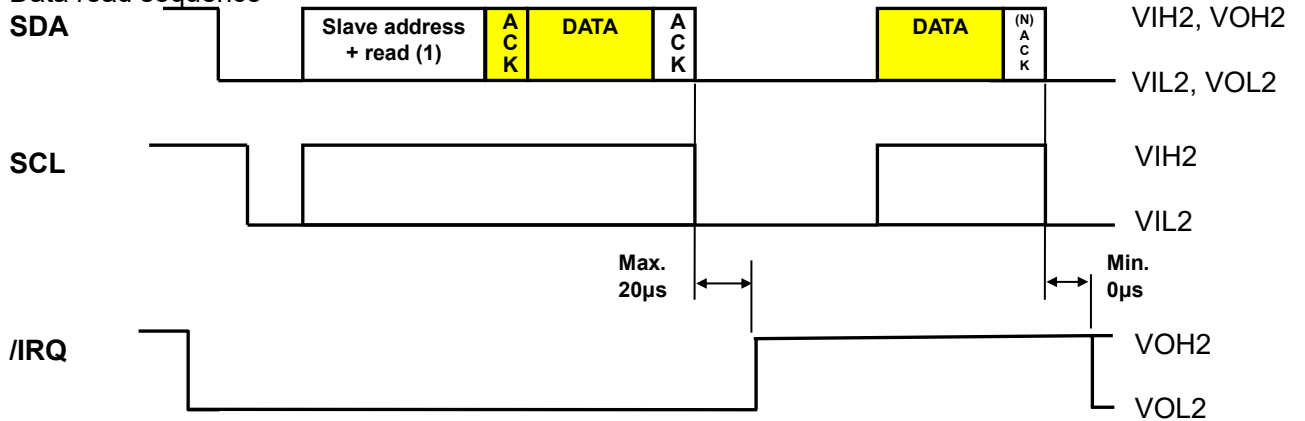 Data read sequence
SDA
Slave address
+ read (1)
A
C
K
DATA
A
C
K
DATA
(N)
A
C
K
VIH2, VOH2
VIL2, VOL2
SCL
VIH2
VIL2
Max.
20µs
Min.
0µs
/IRQ
VOH2
VOL2